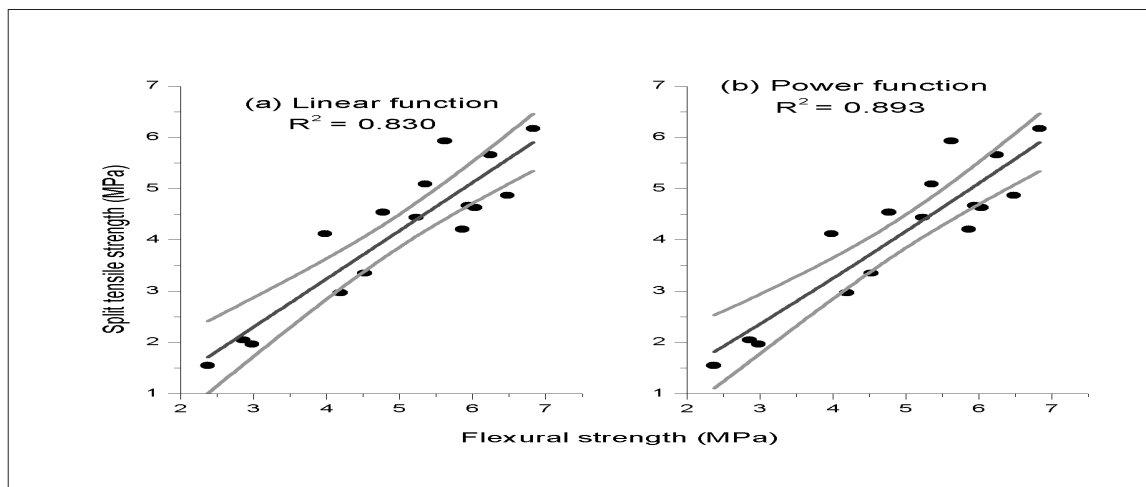 (a) Linear function
R² = 0.830
Split tensile strength (MPa)
7
6
5
4
3
2
1
2 3 4 5 6 7
(b) Power function
R² = 0.893
7
6
5
4
3
2
1
2 3 4 5 6 7
Flexural strength (MPa)